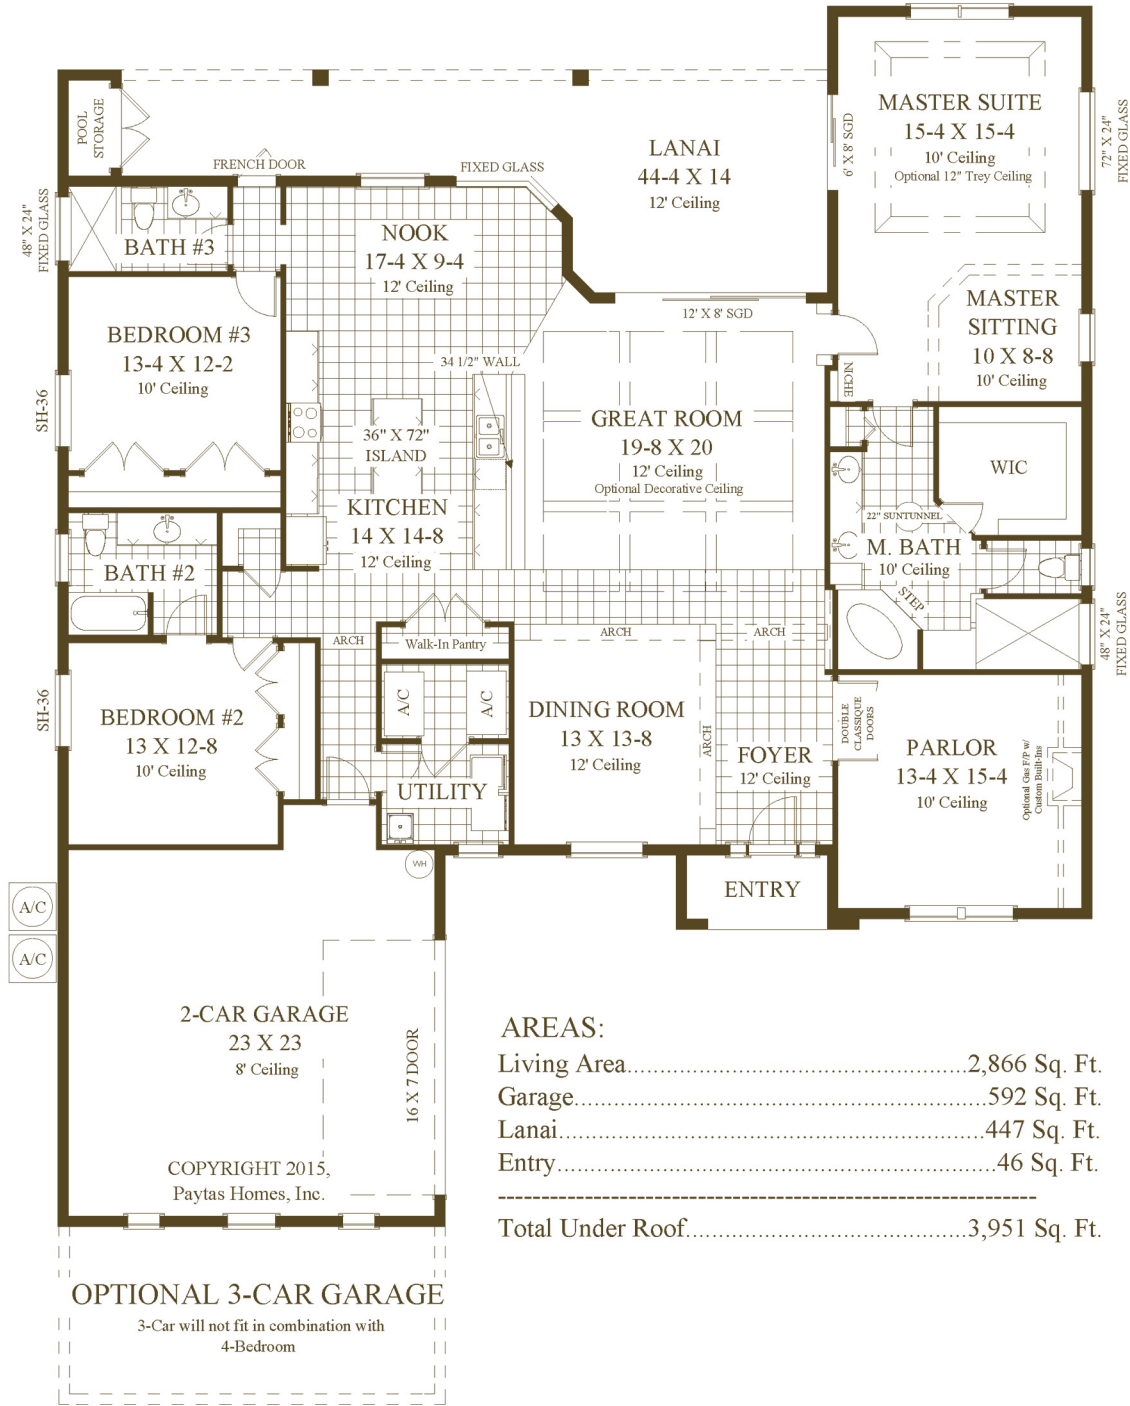 POOL
STORAGE
FRENCH DOOR
FIXED GLASS
LANAI
44-4 X 14
12' Ceiling
6' X 8' SGD
MASTER SUITE
15-4 X 15-4
10' Ceiling
Optional 12" Trey Ceiling
72" X 24"
FIXED GLASS
48" X 24"
FIXED GLASS
BATH #3
NOOK
17-4 X 9-4
12' Ceiling
12' X 8' SGD
MASTER
SITTING
10 X 8-8
10' Ceiling
NICHE
BEDROOM #3
13-4 X 12-2
10' Ceiling
SH-36
34 1/2" WALL
36" X 72"
ISLAND
KITCHEN
14 X 14-8
12' Ceiling
GREAT ROOM
19-8 X 20
12' Ceiling
Optional Decorative Ceiling
WIC
22" SUNTUNNEL
M. BATH
10' Ceiling
STEP
48" X 24"
FIXED GLASS
BATH #2
ARCH
Walk-In Pantry
ARCH
ARCH
A/C
A/C
SH-36
BEDROOM #2
13 X 12-8
10' Ceiling
DINING ROOM
13 X 13-8
12' Ceiling
ARCH
FOYER
12' Ceiling
DOUBLE
CLASSIQUE
DOORS
PARLOR
13-4 X 15-4
10' Ceiling
Optional Gas F/P w/
Custom Built-Ins
UTILITY
WH
ENTRY
A/C
A/C
2-CAR GARAGE
23 X 23
8' Ceiling
16 X 7 DOOR
COPYRIGHT 2015,
Paytas Homes, Inc.
AREAS:
Living Area..........................................2,866 Sq. Ft.
Garage....................................................592 Sq. Ft.
Lanai......................................................447 Sq. Ft.
Entry.......................................................46 Sq. Ft.
----------------------------------------------------------------
Total Under Roof...................................3,951 Sq. Ft.
OPTIONAL 3-CAR GARAGE
3-Car will not fit in combination with
4-Bedroom